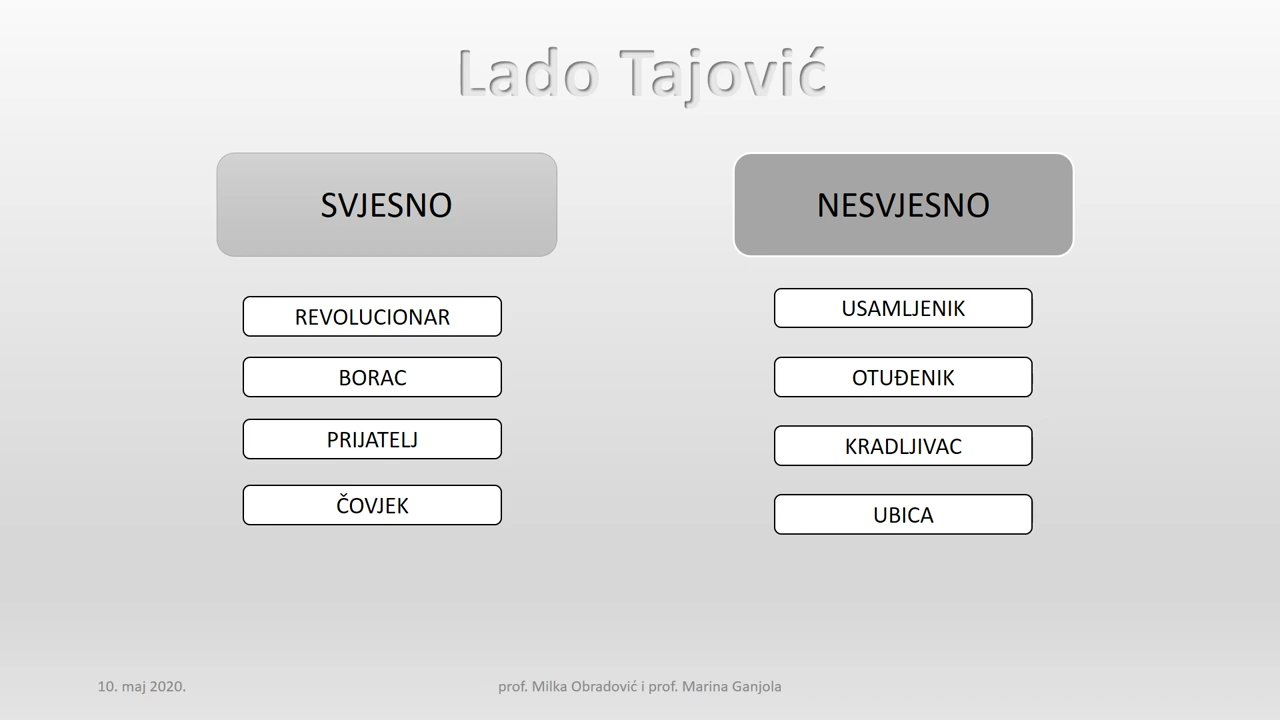 Lado Tajović
SVJESNO
NESVJESNO
REVOLUCIONAR
BORAC
PRIJATELJ
ČOVJEK
USAMLJENIK
OTUĐENIK
KRADLJIVAC
UBICA
10. maj 2020.
prof. Milka Obradović i prof. Marina Ganjola